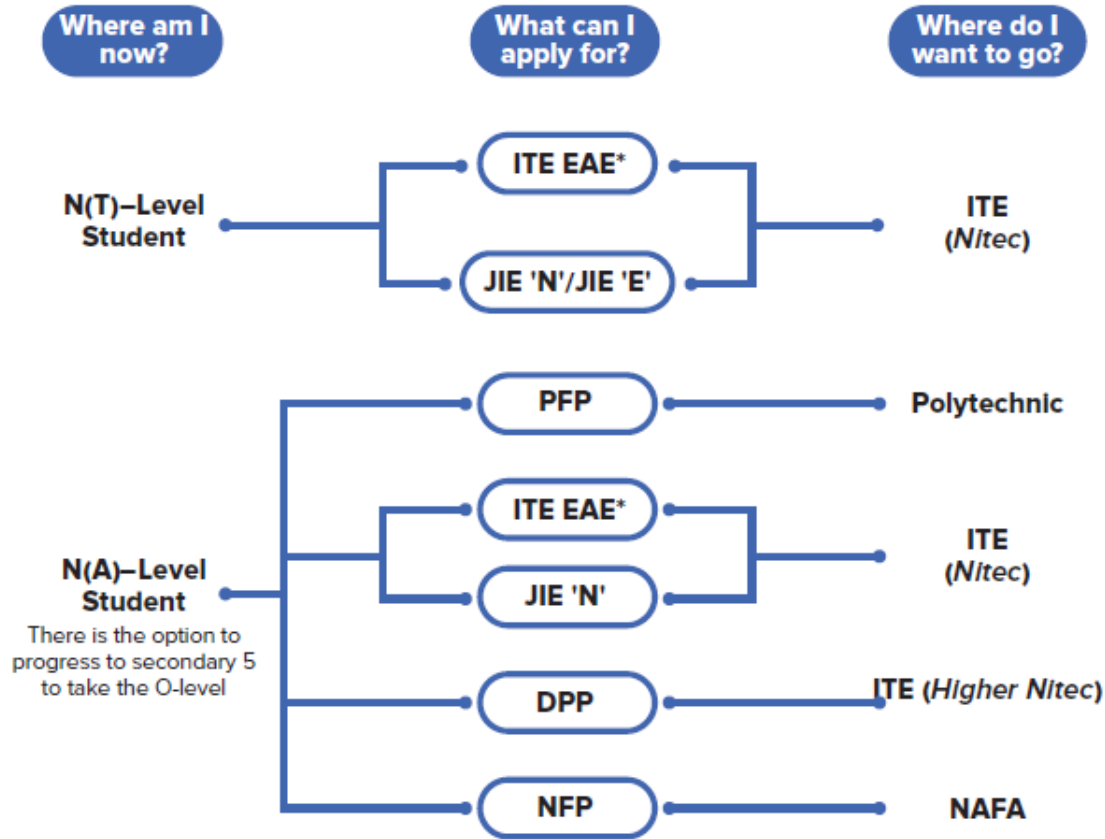 Where am I
now?
What can I
apply for?
Where do I
want to go?
N(T)–Level
Student
ITE EAE*
JIE 'N'/JIE 'E'
ITE
(Nitec)
N(A)–Level
Student
There is the option to
progress to secondary 5
to take the O-level
PFP
Polytechnic
ITE EAE*
JIE 'N'
ITE
(Nitec)
DPP
ITE (Higher Nitec)
NFP
NAFA